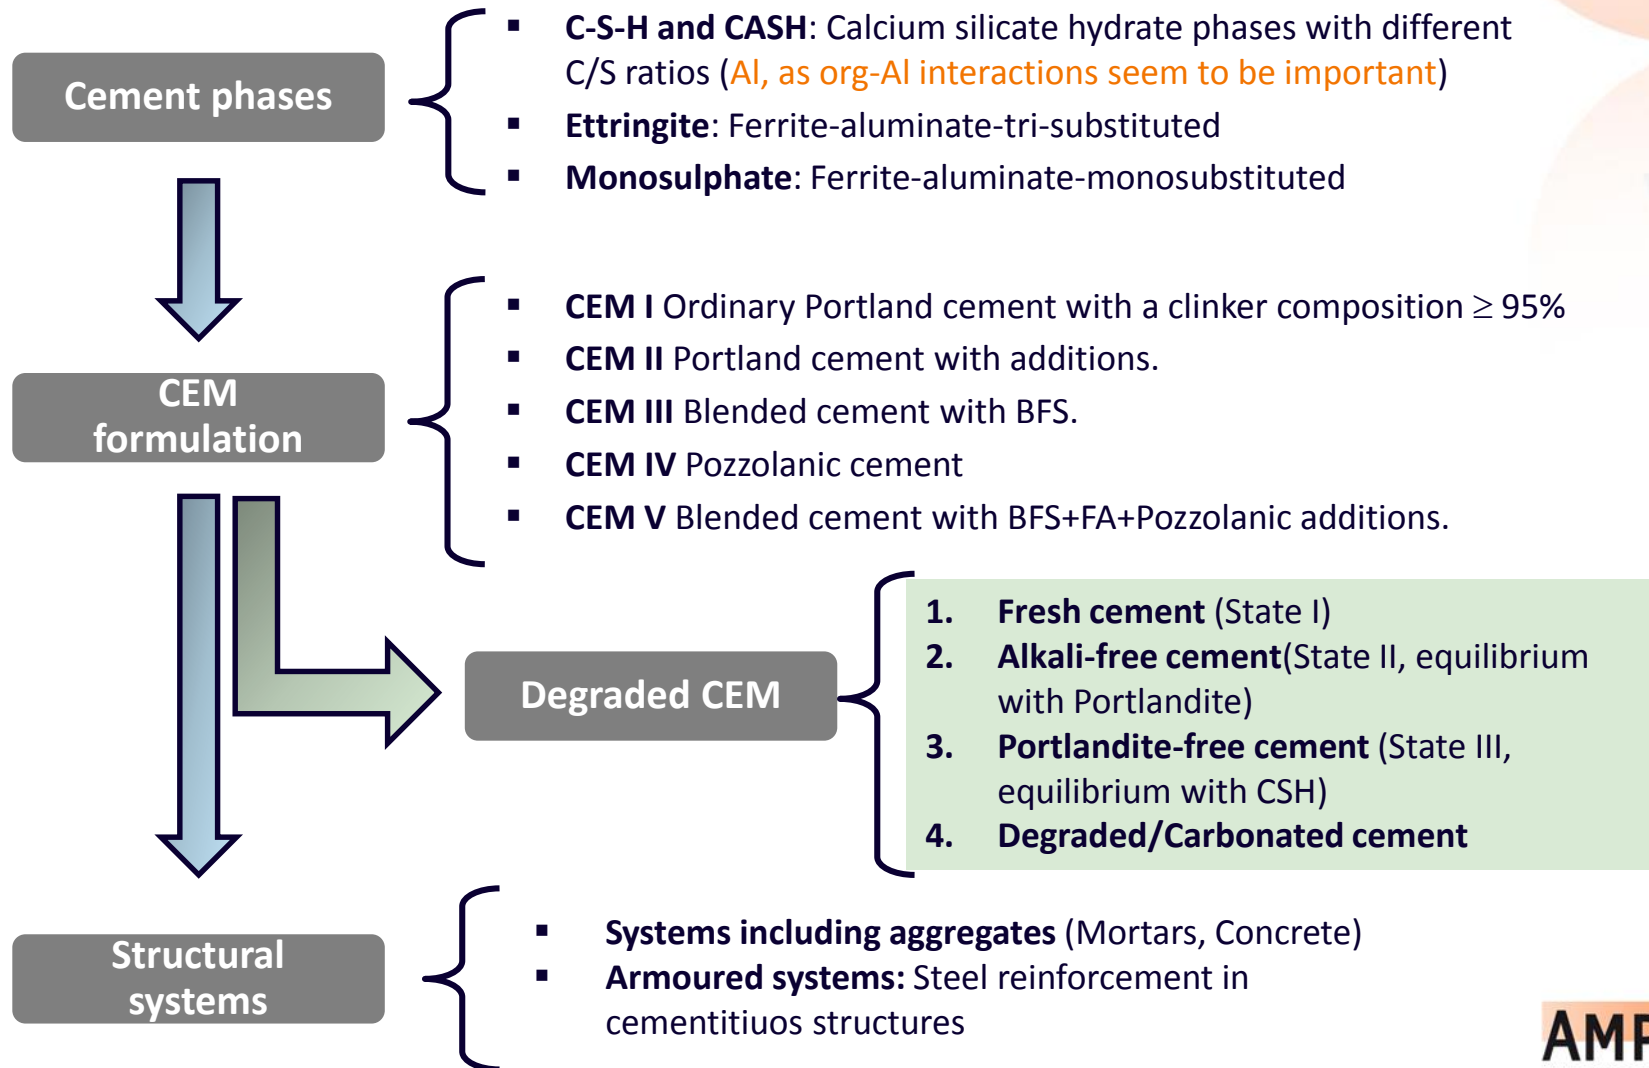 Cement phases
▪ C-S-H and CASH: Calcium silicate hydrate phases with different
C/S ratios (Al, as org-Al interactions seem to be important)
▪ Ettringite: Ferrite-aluminate-tri-substituted
▪ Monosulphate: Ferrite-aluminate-monosubstituted
CEM
formulation
▪ CEM I Ordinary Portland cement with a clinker composition ≥ 95%
▪ CEM II Portland cement with additions.
▪ CEM III Blended cement with BFS.
▪ CEM IV Pozzolanic cement
▪ CEM V Blended cement with BFS+FA+Pozzolanic additions.
Degraded CEM
1. Fresh cement (State I)
2. Alkali-free cement(State II, equilibrium
with Portlandite)
3. Portlandite-free cement (State III,
equilibrium with CSH)
4. Degraded/Carbonated cement
Structural
systems
▪ Systems including aggregates (Mortars, Concrete)
▪ Armoured systems: Steel reinforcement in
cementitiuos structures